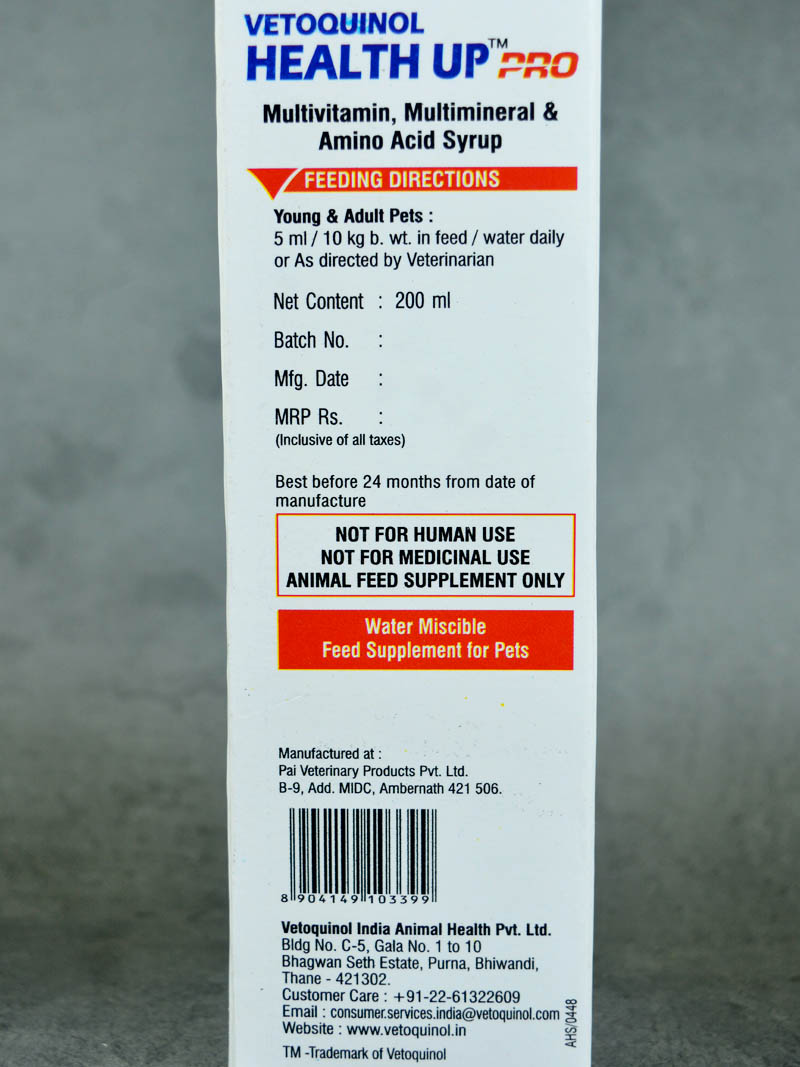 VETOQUINOL
HEALTH UP™ PRO
Multivitamin, Multimineral &
Amino Acid Syrup
FEEDING DIRECTIONS
Young & Adult Pets :
5 ml / 10 kg b. wt. in feed / water daily
or As directed by Veterinarian
Net Content : 200 ml
Batch No. :
Mfg. Date :
MRP Rs. :
(Inclusive of all taxes)
Best before 24 months from date of
manufacture
NOT FOR HUMAN USE
NOT FOR MEDICINAL USE
ANIMAL FEED SUPPLEMENT ONLY
Water Miscible
Feed Supplement for Pets
Manufactured at :
Pai Veterinary Products Pvt. Ltd.
B-9, Add. MIDC, Ambernath 421 506.
8 904149 103399
Vetoquinol India Animal Health Pvt. Ltd.
Bldg No. C-5, Gala No. 1 to 10
Bhagwan Seth Estate, Purna, Bhiwandi,
Thane - 421302.
Customer Care : +91-22-61322609
Email : consumer.services.india@vetoquinol.com
Website : www.vetoquinol.in
AHS/0448
TM -Trademark of Vetoquinol